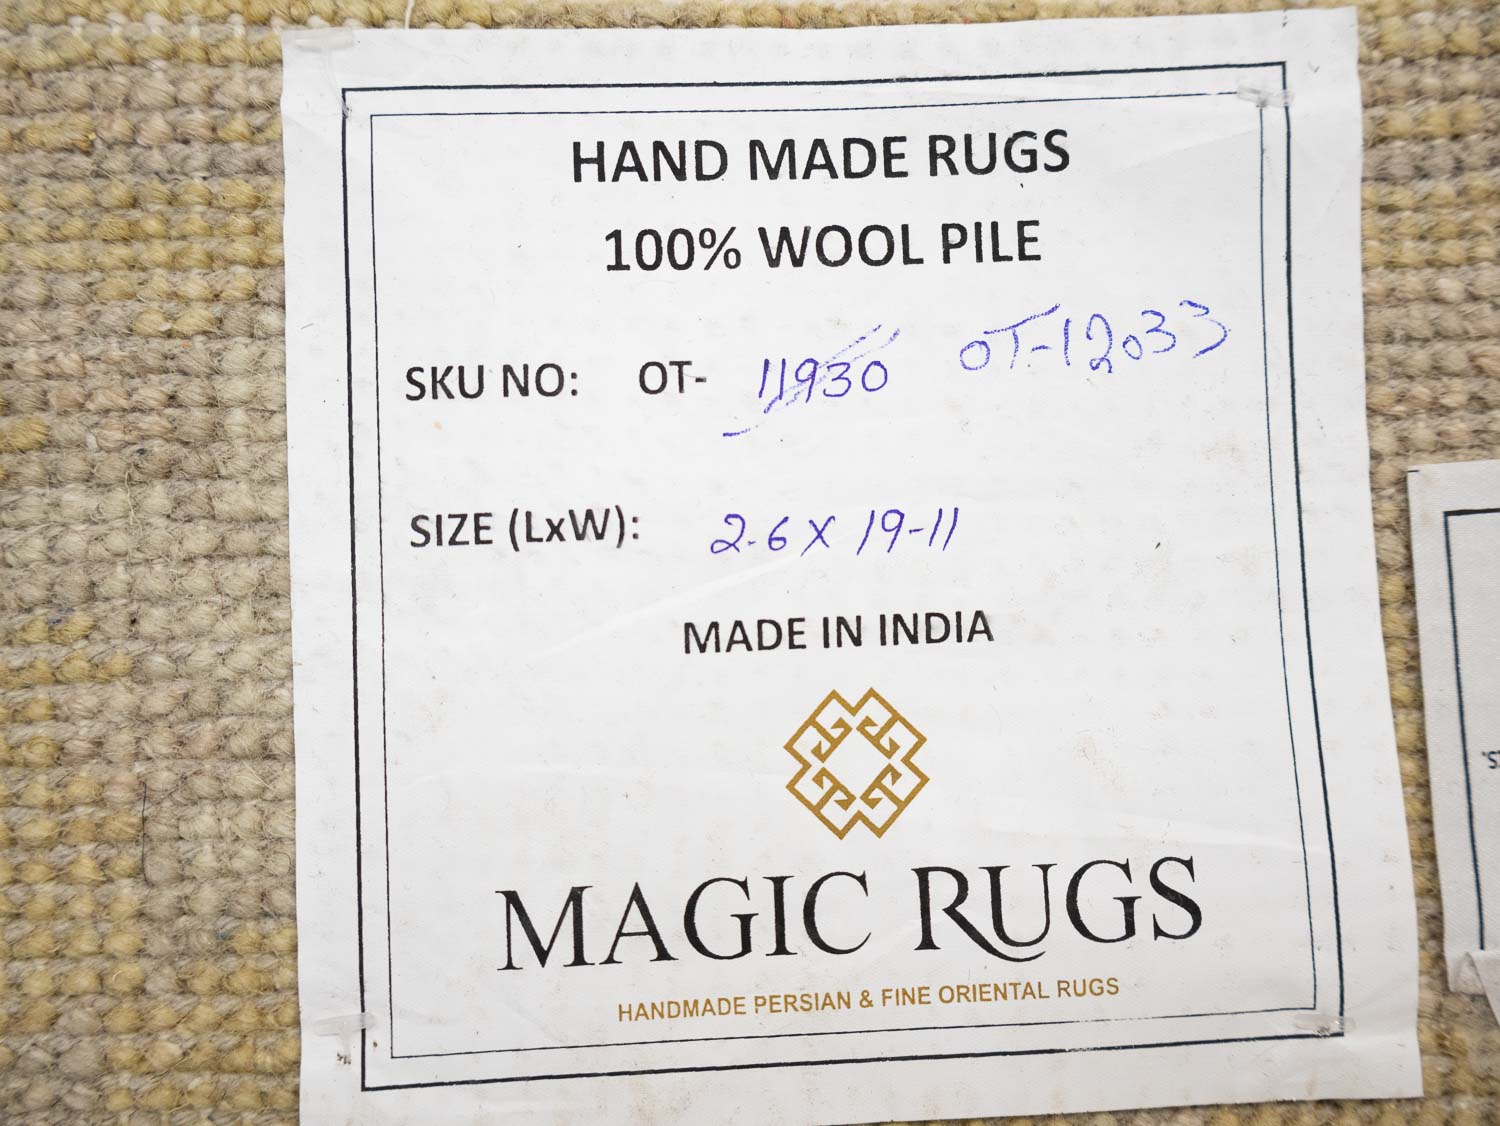 HAND MADE RUGS
100% WOOL PILE
SKU NO: OT- 11930 OT-12033
SIZE (LxW): 2-6 X 19-11
MADE IN INDIA
MAGIC RUGS
HANDMADE PERSIAN & FINE ORIENTAL RUGS